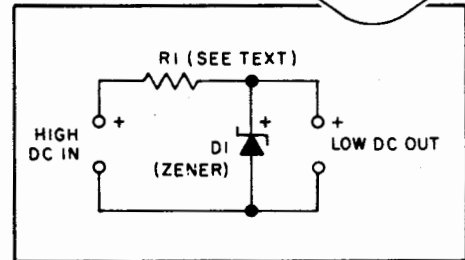 R1 (SEE TEXT)
+ + +
HIGH
DC IN
D1
(ZENER)
LOW DC OUT